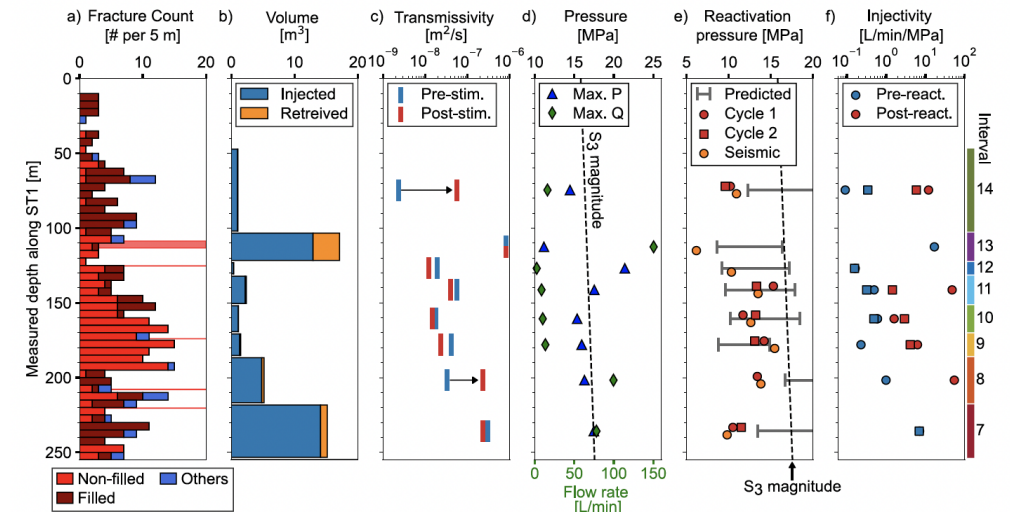 a) Fracture Count
[# per 5 m]
b) Volume
[m³]
c) Transmissivity
[m²/s]
d) Pressure
[MPa]
e) Reactivation
pressure [MPa]
f) Injectivity
[L/min/MPa]
0 10 20
0 10 20
10⁻⁹ 10⁻⁸ 10⁻⁷ 10⁻⁶
10 15 20 25
5 10 15 20
10⁻¹ 10⁰ 10¹ 10²
Measured depth along ST1 [m]
0
50
100
150
200
250
Injected
Retreived
Pre-stim.
Post-stim.
Max. P
Max. Q
Predicted
Cycle 1
Cycle 2
Seismic
Pre-react.
Post-react.
S₃ magnitude
Interval
14
13
12
11
10
9
8
7
Non-filled
Filled
Others
0 50 100 150
Flow rate
[L/min]
S₃ magnitude